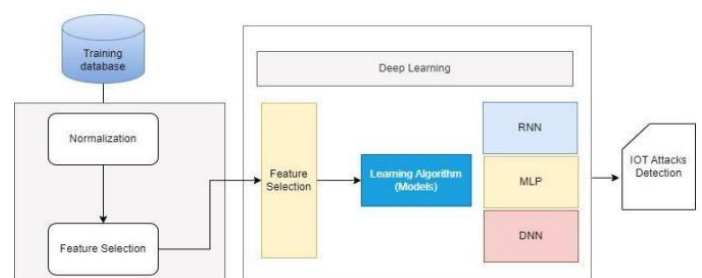 Training
database
Normalization
Feature Selection
Deep Learning
Feature
Selection
Learning Algorithm
(Models)
RNN
MLP
DNN
IOT Attacks
Detection